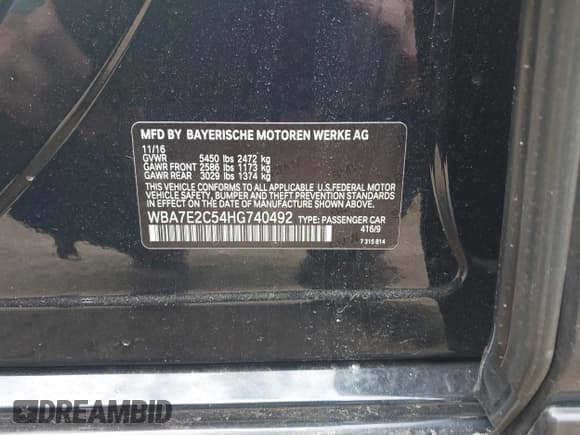 MFD BY BAYERISCHE MOTOREN WERKE AG
11/16
GVWR 5450 lbs 2472 kg
GAWR FRONT 2586 lbs 1173 kg
GAWR REAR 3029 lbs 1374 kg
THIS VEHICLE CONFORMS TO ALL APPLICABLE U.S.FEDERAL MOTOR
VEHICLE SAFETY, BUMPER AND THEFT PREVENTION STANDARDS
IN EFFECT ON THE DATE OF MANUFACTURE SHOWN ABOVE.
WBA7E2C54HG740492 TYPE: PASSENGER CAR
416/9
7 315 814
DREAMBID